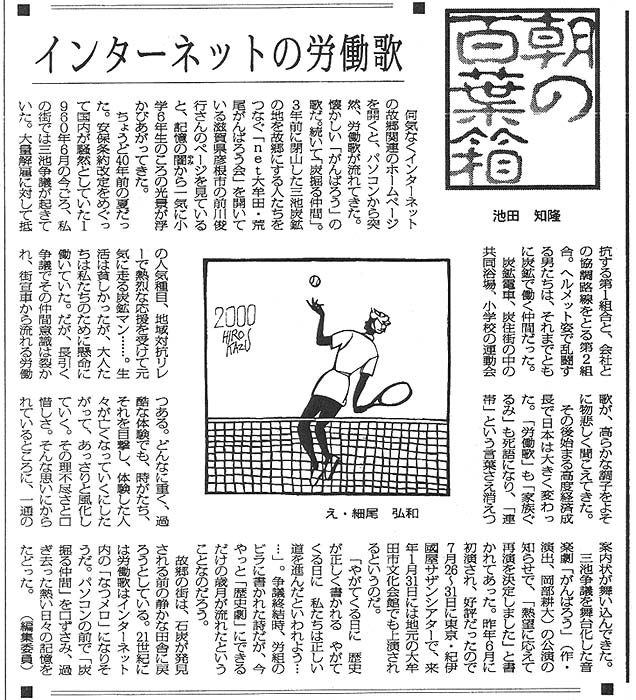 朝の
百葉箱
インターネットの労働歌
池田 知隆
何気なくインターネット
の故郷関連のホームページ
を開くと、パソコンから突
然、労働歌が流れてきた。
懐かしい「がんばろう」の
歌だ。続いて「炭掘る仲間」。
3年前に閉山した三池炭鉱
の地を故郷にする人たちを
つなぐ「net大牟田・荒
尾がんばろう会」を開いて
いる滋賀県彦根市の前川俊
行さんのページを見ている
と、記憶の闇から一気に小
学6年生のころの光景が浮
かびあがってきた。
ちょうど40年前の夏だっ
た。安保条約改定をめぐっ
て国内が騒然としていた1
960年6月の今ごろ、私
の街では三池争議が起きて
いた。大量解雇に対して抵
抗する第1組合と、会社と
の協調路線をとる第2組
合。ヘルメット姿で乱闘す
る男たちは、それまでとも
に炭鉱で働く仲間だった。
炭鉱電車、炭住街の中の
共同浴場、小学校の運動会
の人気種目、地域対抗リレ
ーで熱烈な応援を受けて元
気に走る炭鉱マン……生
活は貧しかったが、大人た
ちは私たちのために懸命に
働いていた。だが、長引く
争議でその仲間意識は裂か
れ、街宣車から流れる労働
歌が、高らかな調子をよそ
に物悲しく聞こえてきた。
その後始まる高度経済成
長で日本は大きく変わっ
た。「労働歌」も「家族ぐ
るみ」も死語になり、「連
帯」という言葉さえ消えつ
つある。どんなに重く、過
酷な体験でも、時がたち、
それを目撃し、体験した人
々が亡くなっていくにした
がって、あっさりと風化し
ていく。その理不尽さと口
惜しさ。そんな思いにから
れているところに、一通の
案内状が舞い込んできた。
三池争議を舞台化した音
楽劇「がんばろう」(作・
演出、岡部耕大)の公演の
知らせで、「熱望に応えて
再演を決定しました」と書
かれてあった。昨年6月に
初演され、好評だったので
7月26~31日に東京・紀伊
國屋サザンシアターで、来
年1月31日には地元の大牟
田市文化会館でも上演され
るというのだ。
「やがてくる日に 歴史
が正しく書かれる やがて
くる日に 私たちは正しい
道を進んだといわれよう…
…」。争議終結時、労組の
ビラに書かれた詩だが、今
やっと「歴史劇」にできる
だけの歳月が流れたという
ことなのだろう。
故郷の街は、石炭が発見
される前の静かな田舎に戻
ろうとしている。21世紀に
は労働歌はインターネット
内の「なつメロ」になりそ
うだ。パソコンの前で「炭
掘る仲間」を口ずさみ、過
ぎ去った熱い日々の記憶を
たどった。 (編集委員)
2000
HIRO
KAZU
え・細尾 弘和